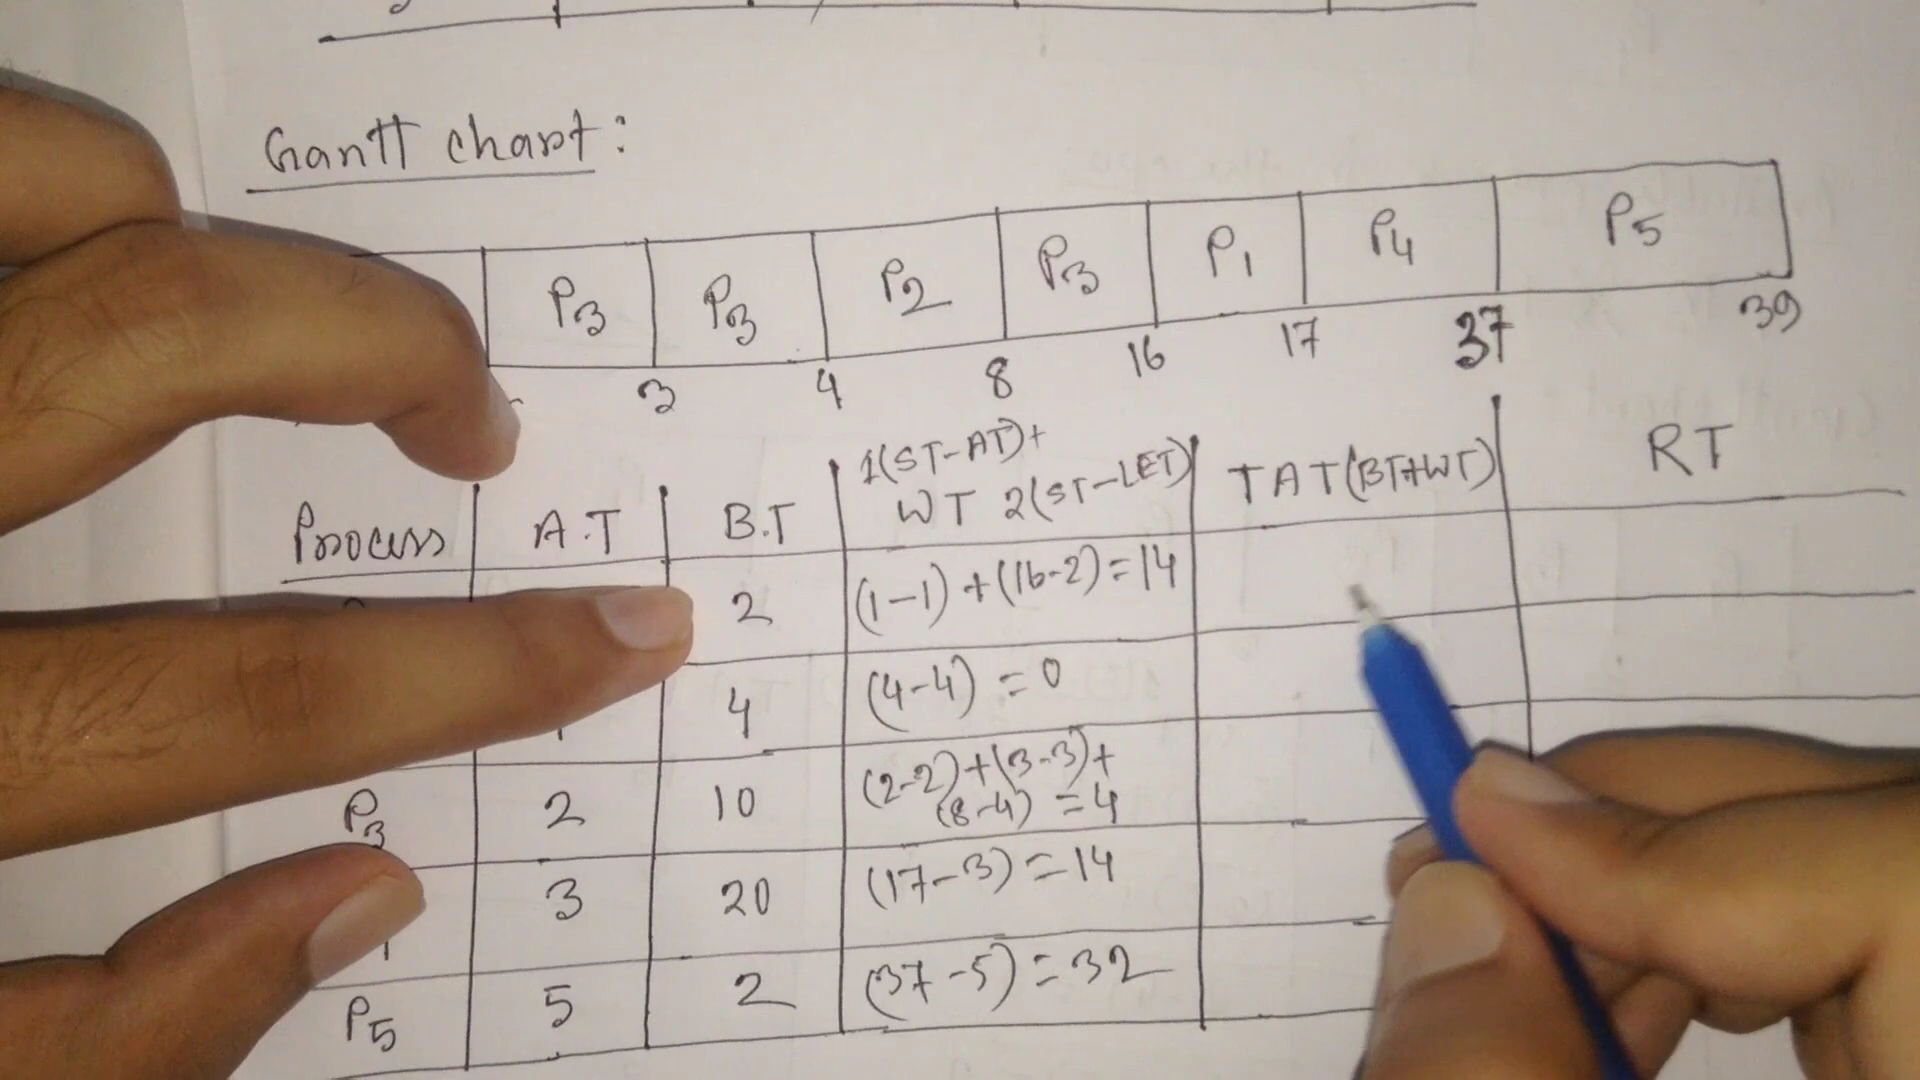 Gantt chart:
P3 P3 P2 P3 P1 P4 P5
3 4 8 16 17 37 39
Process A.T B.T 1(ST-AT)+ WT 2(ST-LET) TAT(BT+WT) RT
2 (1-1)+(16-2)=14
4 (4-4)=0
P3 2 10 (2-2)+(3-3)+
(8-4)=4
3 20 (17-3)=14
P5 5 2 (37-5)=32